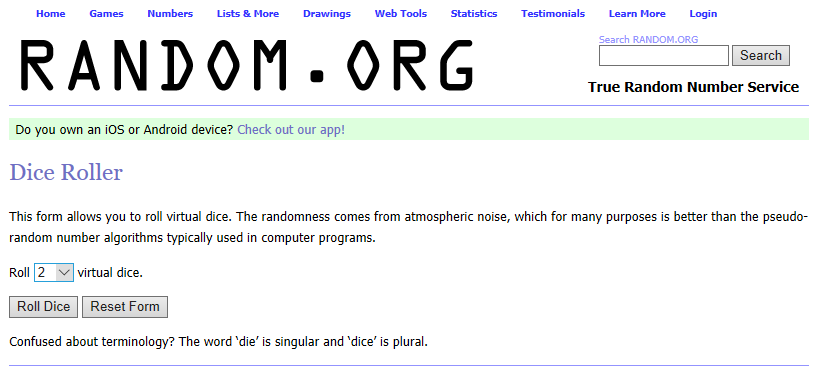 Home Games Numbers Lists & More Drawings Web Tools Statistics Testimonials Learn More Login
RANDOM.ORG
Search RANDOM.ORG
Search
True Random Number Service
Do you own an iOS or Android device? Check out our app!
Dice Roller
This form allows you to roll virtual dice. The randomness comes from atmospheric noise, which for many purposes is better than the pseudo-
random number algorithms typically used in computer programs.
Roll 2 virtual dice.
Roll Dice Reset Form
Confused about terminology? The word ‘die’ is singular and ‘dice’ is plural.